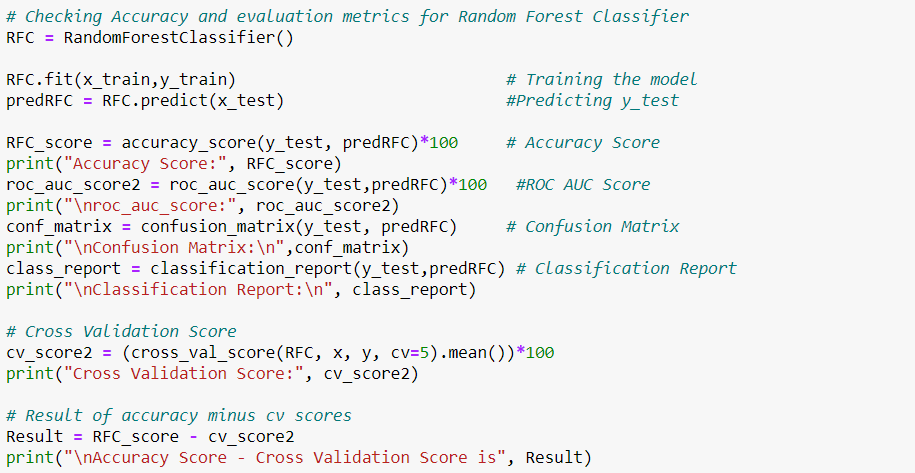 # Checking Accuracy and evaluation metrics for Random Forest Classifier
RFC = RandomForestClassifier()
RFC.fit(x_train,y_train) # Training the model
predRFC = RFC.predict(x_test) #Predicting y_test
RFC_score = accuracy_score(y_test, predRFC)*100 # Accuracy Score
print("Accuracy Score:", RFC_score)
roc_auc_score2 = roc_auc_score(y_test,predRFC)*100 #ROC AUC Score
print("\nroc_auc_score:", roc_auc_score2)
conf_matrix = confusion_matrix(y_test, predRFC) # Confusion Matrix
print("\nConfusion Matrix:\n",conf_matrix)
class_report = classification_report(y_test,predRFC) # Classification Report
print("\nClassification Report:\n", class_report)
# Cross Validation Score
cv_score2 = (cross_val_score(RFC, x, y, cv=5).mean())*100
print("Cross Validation Score:", cv_score2)
# Result of accuracy minus cv scores
Result = RFC_score - cv_score2
print("\nAccuracy Score - Cross Validation Score is", Result)